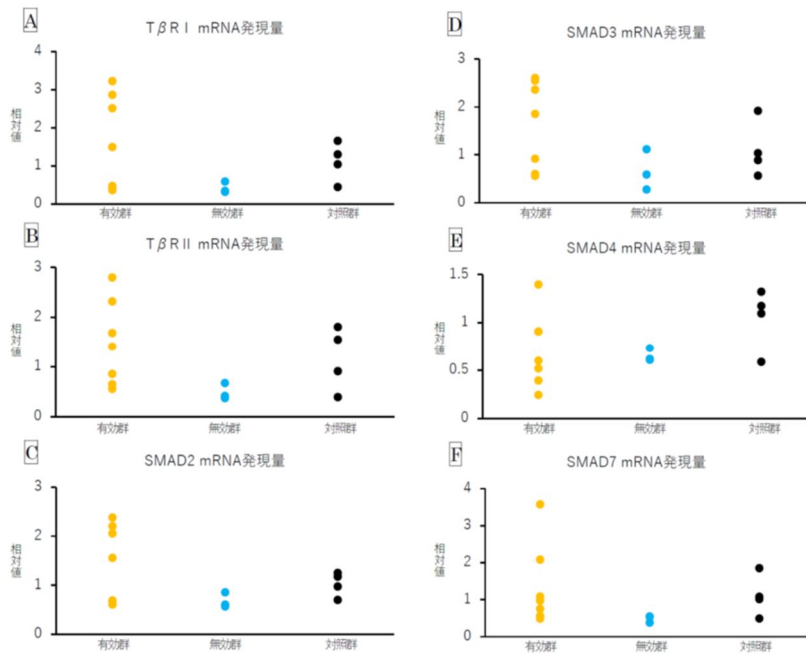 A
TβRⅠ mRNA発現量
4
3
2
1
0
相対値
有効群
無効群
対照群
B
TβRII mRNA発現量
3
2
1
0
相対値
有効群
無効群
対照群
C
SMAD2 mRNA発現量
3
2
1
0
相対値
有効群
無効群
対照群
D
SMAD3 mRNA発現量
3
2
1
0
相対値
有効群
無効群
対照群
E
SMAD4 mRNA発現量
1.5
1
0.5
0
相対値
有効群
無効群
対照群
F
SMAD7 mRNA発現量
4
3
2
1
0
相対値
有効群
無効群
対照群